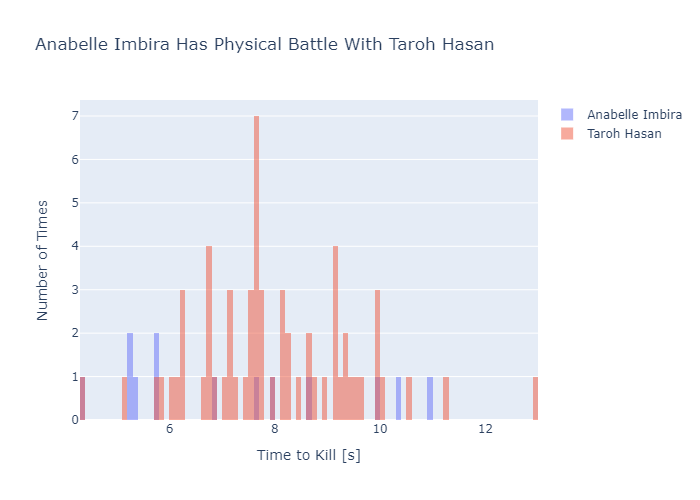 Anabelle Imbira Has Physical Battle With Taroh Hasan
Anabelle Imbira
Taroh Hasan
Number of Times
7
6
5
4
3
2
1
0
6
8
10
12
Time to Kill [s]